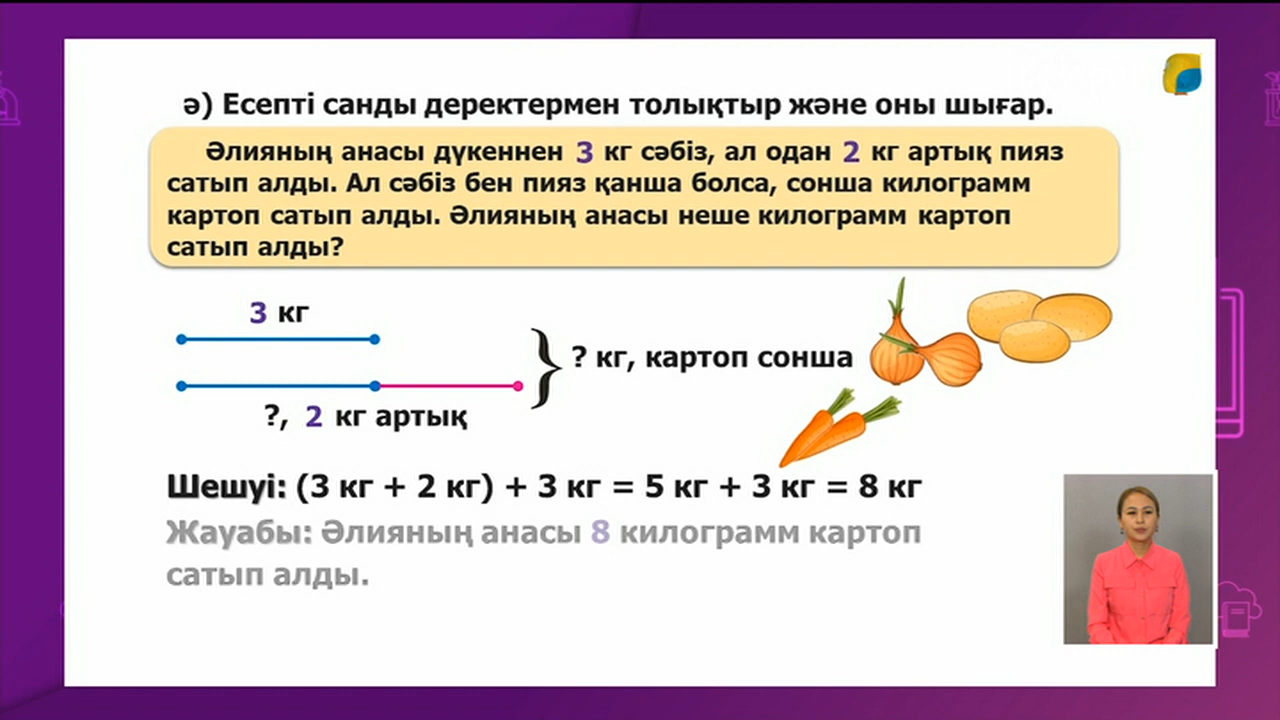 ә) Есепті санды деректермен толықтыр және оны шығар.
Әлияның анасы дүкеннен 3 кг сәбіз, ал одан 2 кг артық пияз
сатып алды. Ал сәбіз бен пияз қанша болса, сонша килограмм
картоп сатып алды. Әлияның анасы неше килограмм картоп
сатып алды?
3 кг
? кг, картоп сонша
?, 2 кг артық
Шешуі: (3 кг + 2 кг) + 3 кг = 5 кг + 3 кг = 8 кг
Жауабы: Әлияның анасы 8 килограмм картоп
сатып алды.